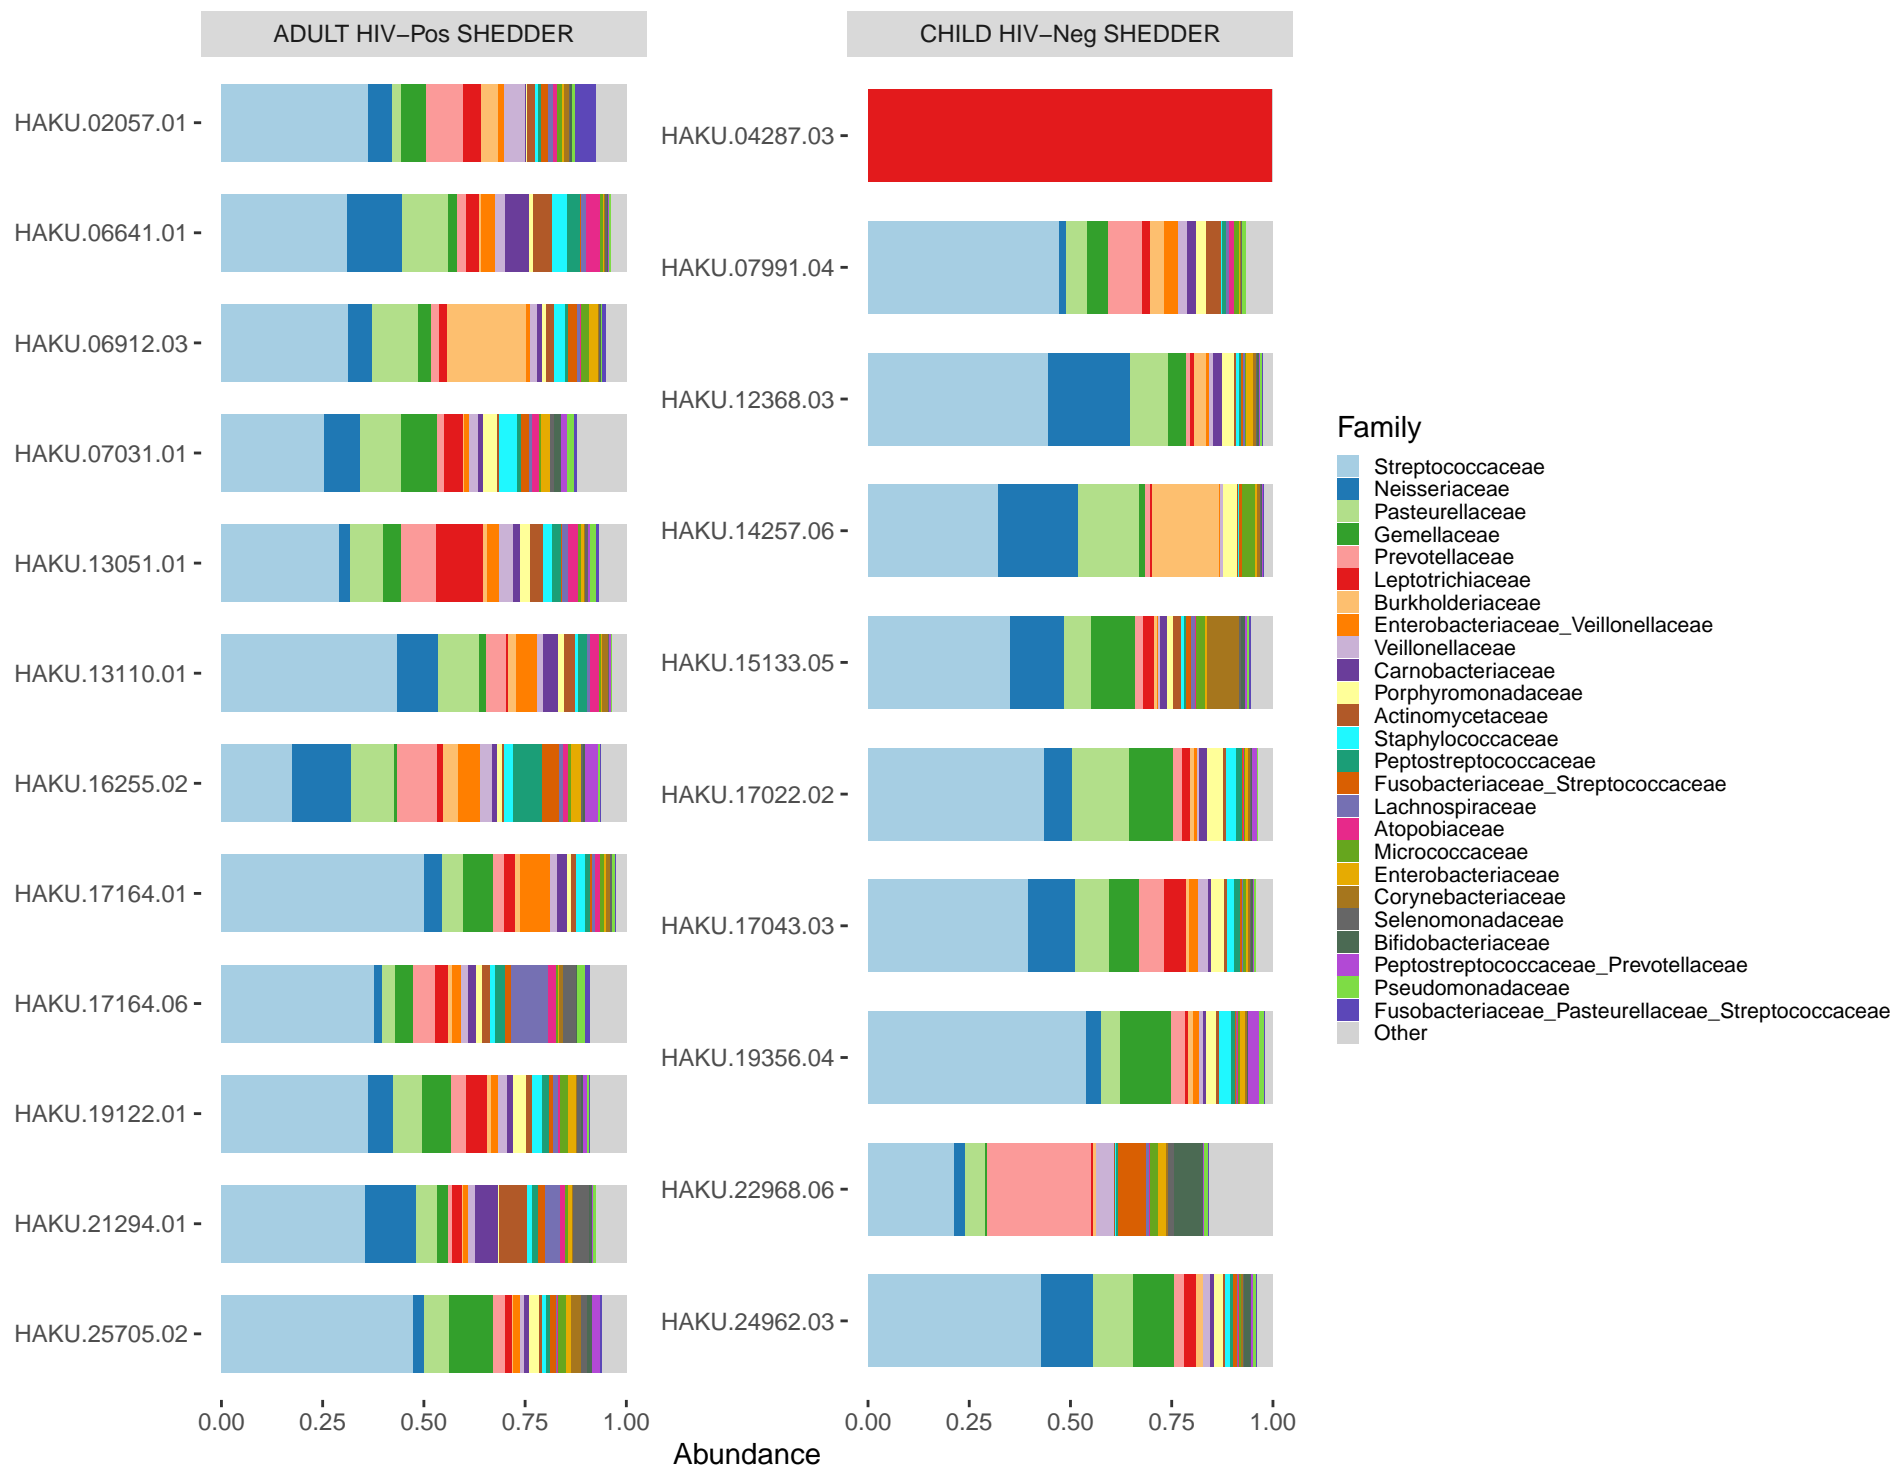 ADULT HIV−Pos SHEDDER
CHILD HIV−Neg SHEDDER
HAKU.02057.01
HAKU.06641.01
HAKU.06912.03
HAKU.07031.01
HAKU.13051.01
HAKU.13110.01
HAKU.16255.02
HAKU.17164.01
HAKU.17164.06
HAKU.19122.01
HAKU.21294.01
HAKU.25705.02
0.00 0.25 0.50 0.75 1.00
HAKU.04287.03
HAKU.07991.04
HAKU.12368.03
HAKU.14257.06
HAKU.15133.05
HAKU.17022.02
HAKU.17043.03
HAKU.19356.04
HAKU.22968.06
HAKU.24962.03
0.00 0.25 0.50 0.75 1.00
Abundance
Family
Streptococcaceae
Neisseriaceae
Pasteurellaceae
Gemellaceae
Prevotellaceae
Leptotrichiaceae
Burkholderiaceae
Enterobacteriaceae_Veillonellaceae
Veillonellaceae
Carnobacteriaceae
Porphyromonadaceae
Actinomycetaceae
Staphylococcaceae
Peptostreptococcaceae
Fusobacteriaceae_Streptococcaceae
Lachnospiraceae
Atopobiaceae
Micrococcaceae
Enterobacteriaceae
Corynebacteriaceae
Selenomonadaceae
Bifidobacteriaceae
Peptostreptococcaceae_Prevotellaceae
Pseudomonadaceae
Fusobacteriaceae_Pasteurellaceae_Streptococcaceae
Other